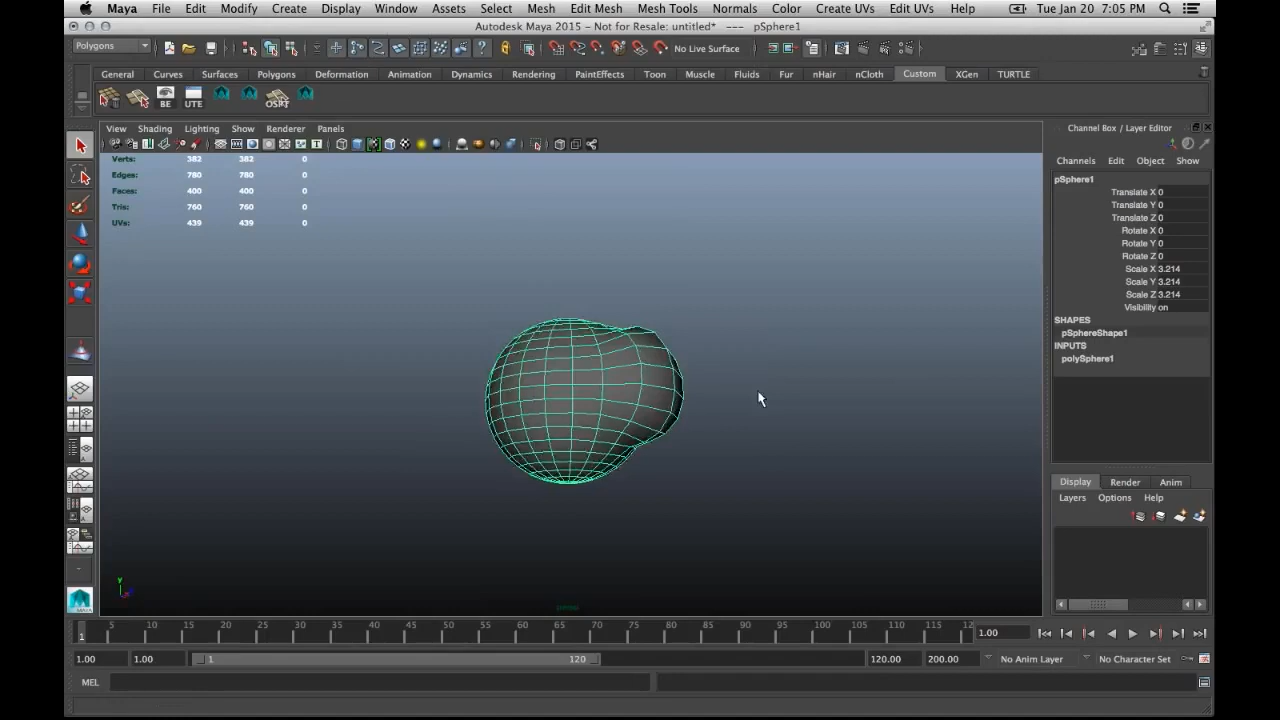 Maya File Edit Modify Create Display Window Assets Select Mesh Edit Mesh Mesh Tools Normals Color Create UVs Edit UVs Help Tue Jan 20 7:05 PM
Autodesk Maya 2015 - Not for Resale: untitled* --- pSphere1
Polygons No Live Surface
General Curves Surfaces Polygons Deformation Animation Dynamics Rendering PaintEffects Toon Muscle Fluids Fur nHair nCloth Custom XGen TURTLE
BE UTE OSPT
View Shading Lighting Show Renderer Panels
Channel Box / Layer Editor
Channels Edit Object Show
Verts: 382 382 0
Edges: 780 780 0
Faces: 400 400 0
Tris: 760 760 0
UVs: 439 439 0
pSphere1
Translate X 0
Translate Y 0
Translate Z 0
Rotate X 0
Rotate Y 0
Rotate Z 0
Scale X 3.214
Scale Y 3.214
Scale Z 3.214
Visibility on
SHAPES
pSphereShape1
INPUTS
polySphere1
Display Render Anim
Layers Options Help
y
persp
MAYA
1 5 10 15 20 25 30 35 40 45 50 55 60 65 70 75 80 85 90 95 100 105 110 115 12 1.00
1.00 1.00 1 120 120.00 200.00 No Anim Layer No Character Set
MEL